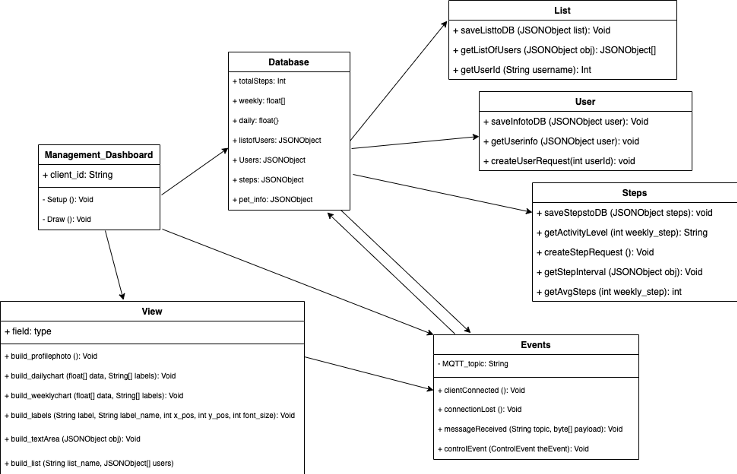 List
+ saveListtoDB (JSONObject list): Void
+ getListOfUsers (JSONObject obj): JSONObject[]
+ getUserId (String username): Int
Database
+ totalSteps: Int
+ weekly: float[]
+ daily: float{}
+ listofUsers: JSONObject
+ Users: JSONObject
+ steps: JSONObject
+ pet_info: JSONObject
User
+ saveInfotoDB (JSONObject user): Void
+ getUserinfo (JSONObject user): void
+ createUserRequest(int userId): void
Management_Dashboard
+ client_id: String
- Setup (): Void
- Draw (): Void
Steps
+ saveStepstoDB (JSONObject steps): void
+ getActivityLevel (int weekly_step): String
+ createStepRequest (): Void
+ getStepInterval (JSONObject obj): Void
+ getAvgSteps (int weekly_step): int
View
+ field: type
+ build_profilephoto (): Void
+ build_dailychart (float[] data, String[] labels): Void
+ build_weeklychart (float[] data, String[] labels): Void
+ build_labels (String label, String label_name, int x_pos, int y_pos, int font_size): Void
+ build_textArea (JSONObject obj): Void
+ build_list (String list_name, JSONObject[] users)
Events
- MQTT_topic: String
+ clientConnected (): Void
+ connectionLost (): Void
+ messageReceived (String topic, byte[] payload): Void
+ controlEvent (ControlEvent theEvent): Void